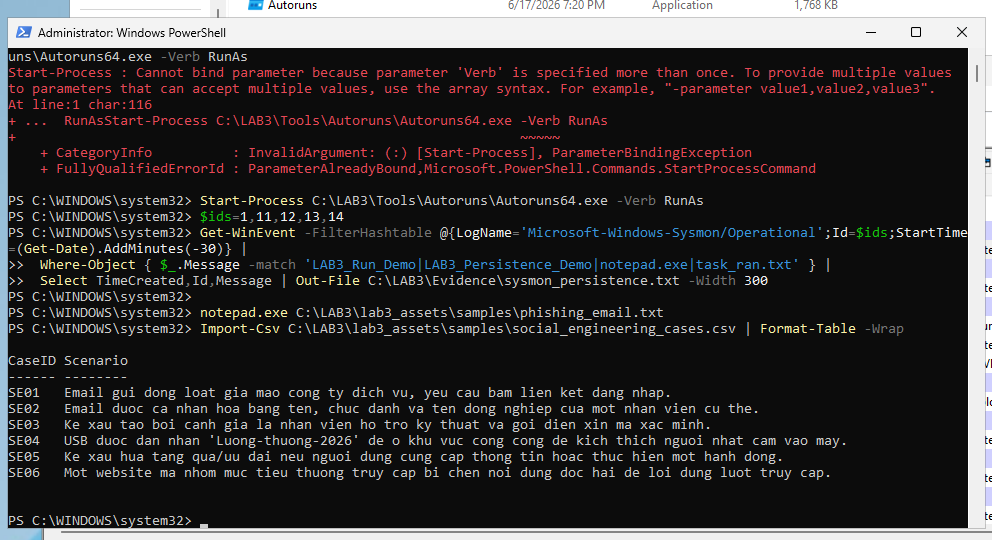 Autoruns 6/17/2026 7:20 PM Application 1,768 KB
Administrator: Windows PowerShell
uns\Autoruns64.exe -Verb RunAs
Start-Process : Cannot bind parameter because parameter 'Verb' is specified more than once. To provide multiple values
to parameters that can accept multiple values, use the array syntax. For example, "-parameter value1,value2,value3".
At line:1 char:116
+ ...  RunAsStart-Process C:\LAB3\Tools\Autoruns\Autoruns64.exe -Verb RunAs
+                                                               ~~~~~
    + CategoryInfo          : InvalidArgument: (:) [Start-Process], ParameterBindingException
    + FullyQualifiedErrorId : ParameterAlreadyBound,Microsoft.PowerShell.Commands.StartProcessCommand
PS C:\WINDOWS\system32> Start-Process C:\LAB3\Tools\Autoruns\Autoruns64.exe -Verb RunAs
PS C:\WINDOWS\system32> $ids=1,11,12,13,14
PS C:\WINDOWS\system32> Get-WinEvent -FilterHashtable @{LogName='Microsoft-Windows-Sysmon/Operational';Id=$ids;StartTime
=(Get-Date).AddMinutes(-30)} |
>>  Where-Object { $_.Message -match 'LAB3_Run_Demo|LAB3_Persistence_Demo|notepad.exe|task_ran.txt' } |
>>  Select TimeCreated,Id,Message | Out-File C:\LAB3\Evidence\sysmon_persistence.txt -Width 300
PS C:\WINDOWS\system32>
PS C:\WINDOWS\system32> notepad.exe C:\LAB3\lab3_assets\samples\phishing_email.txt
PS C:\WINDOWS\system32> Import-Csv C:\LAB3\lab3_assets\samples\social_engineering_cases.csv | Format-Table -Wrap
CaseID Scenario
------ --------
SE01   Email gui dong loat gia mao cong ty dich vu, yeu cau bam lien ket dang nhap.
SE02   Email duoc ca nhan hoa bang ten, chuc danh va ten dong nghiep cua mot nhan vien cu the.
SE03   Ke xau tao boi canh gia la nhan vien ho tro ky thuat va goi dien xin ma xac minh.
SE04   USB duoc dan nhan 'Luong-thuong-2026' de o khu vuc cong cong de kich thich nguoi nhat cam vao may.
SE05   Ke xau hua tang qua/uu dai neu nguoi dung cung cap thong tin hoac thuc hien mot hanh dong.
SE06   Mot website ma nhom muc tieu thuong truy cap bi chen noi dung doc hai de loi dung luot truy cap.
PS C:\WINDOWS\system32>